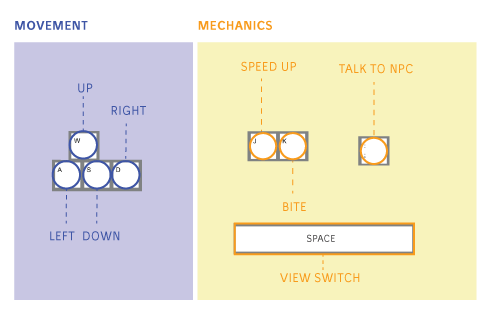 MOVEMENT
MECHANICS
UP
RIGHT
W
A
S
D
LEFT DOWN
SPEED UP
TALK TO NPC
J
K
BITE
SPACE
VIEW SWITCH